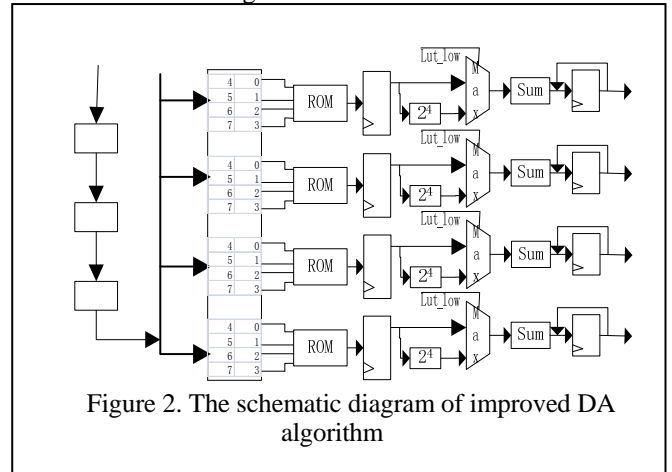 Lut_low
4 0
5 1
6 2
7 3
ROM
2⁴
M
a
x
Sum
Lut_low
4 0
5 1
6 2
7 3
ROM
2⁴
M
a
x
Sum
Lut_low
4 0
5 1
6 2
7 3
ROM
2⁴
M
a
x
Sum
Lut_low
4 0
5 1
6 2
7 3
ROM
2⁴
M
a
x
Sum
Figure 2. The schematic diagram of improved DA
algorithm